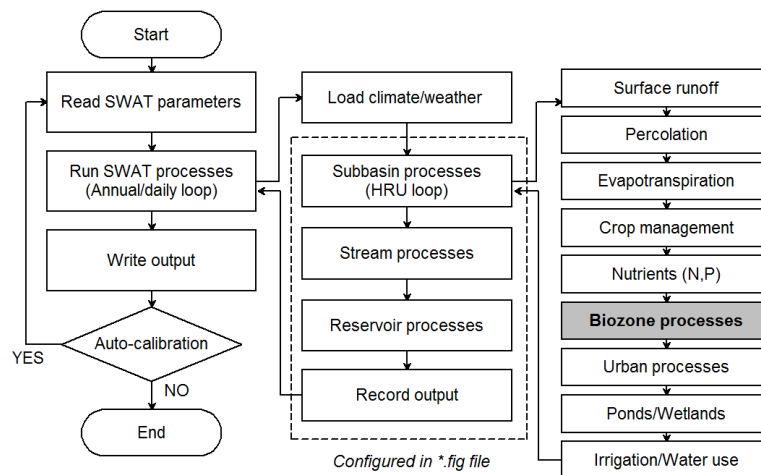 Start
Read SWAT parameters
Run SWAT processes
(Annual/daily loop)
Write output
Auto-calibration
YES
NO
End
Load climate/weather
Subbasin processes
(HRU loop)
Stream processes
Reservoir processes
Record output
Configured in *.fig file
Surface runoff
Percolation
Evapotranspiration
Crop management
Nutrients (N,P)
Biozone processes
Urban processes
Ponds/Wetlands
Irrigation/Water use